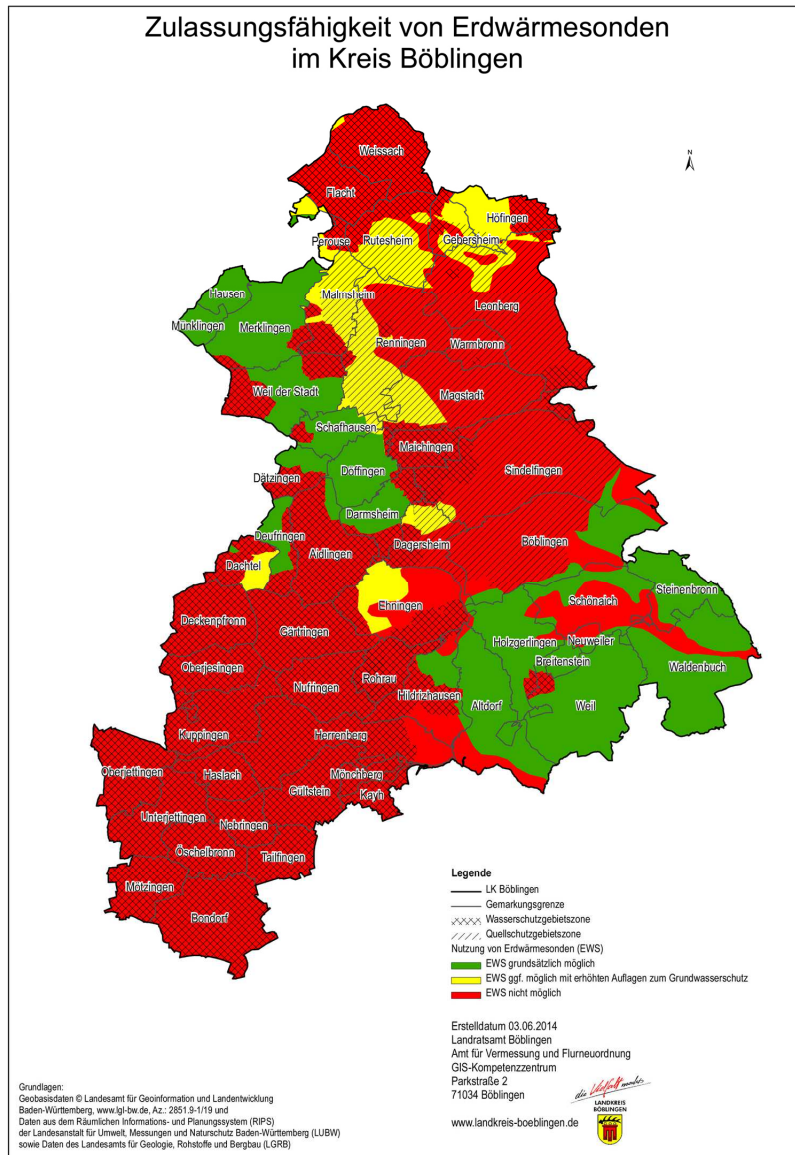 Zulassungsfähigkeit von Erdwärmesonden
im Kreis Böblingen
N
Weissach
Flacht
Höfingen
Perouse
Rutesheim
Gebersheim
Hausen
Malmsheim
Leonberg
Münklingen
Merklingen
Renningen
Warmbronn
Weil der Stadt
Magstadt
Schafhausen
Maichingen
Döffingen
Sindelfingen
Dätzingen
Darmsheim
Deufringen
Böblingen
Dagersheim
Aidlingen
Dachtel
Steinenbronn
Schönaich
Ehningen
Deckenpfronn
Gärtringen
Holzgerlingen
Neuweiler
Breitenstein
Waldenbuch
Oberjesingen
Rohrau
Nufringen
Hildrizhausen
Altdorf
Weil
Kuppingen
Herrenberg
Oberjettingen
Haslach
Mönchberg
Gültstein
Kayh
Unterjettingen
Nebringen
Öschelbronn
Tailfingen
Mötzingen
Bondorf
Legende
LK Böblingen
Gemarkungsgrenze
Wasserschutzgebietszone
Quellschutzgebietszone
Nutzung von Erdwärmesonden (EWS)
EWS grundsätzlich möglich
EWS ggf. möglich mit erhöhten Auflagen zum Grundwasserschutz
EWS nicht möglich
Erstelldatum 03.06.2014
Landratsamt Böblingen
Amt für Vermessung und Flurneuordnung
GIS-Kompetenzzentrum
Parkstraße 2
71034 Böblingen
www.landkreis-boeblingen.de
die Vielfalt macht's
LANDKREIS
BÖBLINGEN
Grundlagen:
Geobasisdaten © Landesamt für Geoinformation und Landentwicklung
Baden-Württemberg, www.lgl-bw.de, Az.: 2851.9-1/19 und
Daten aus dem Räumlichen Informations- und Planungssystem (RIPS)
der Landesanstalt für Umwelt, Messungen und Naturschutz Baden-Württemberg (LUBW)
sowie Daten des Landesamts für Geologie, Rohstoffe und Bergbau (LGRB)